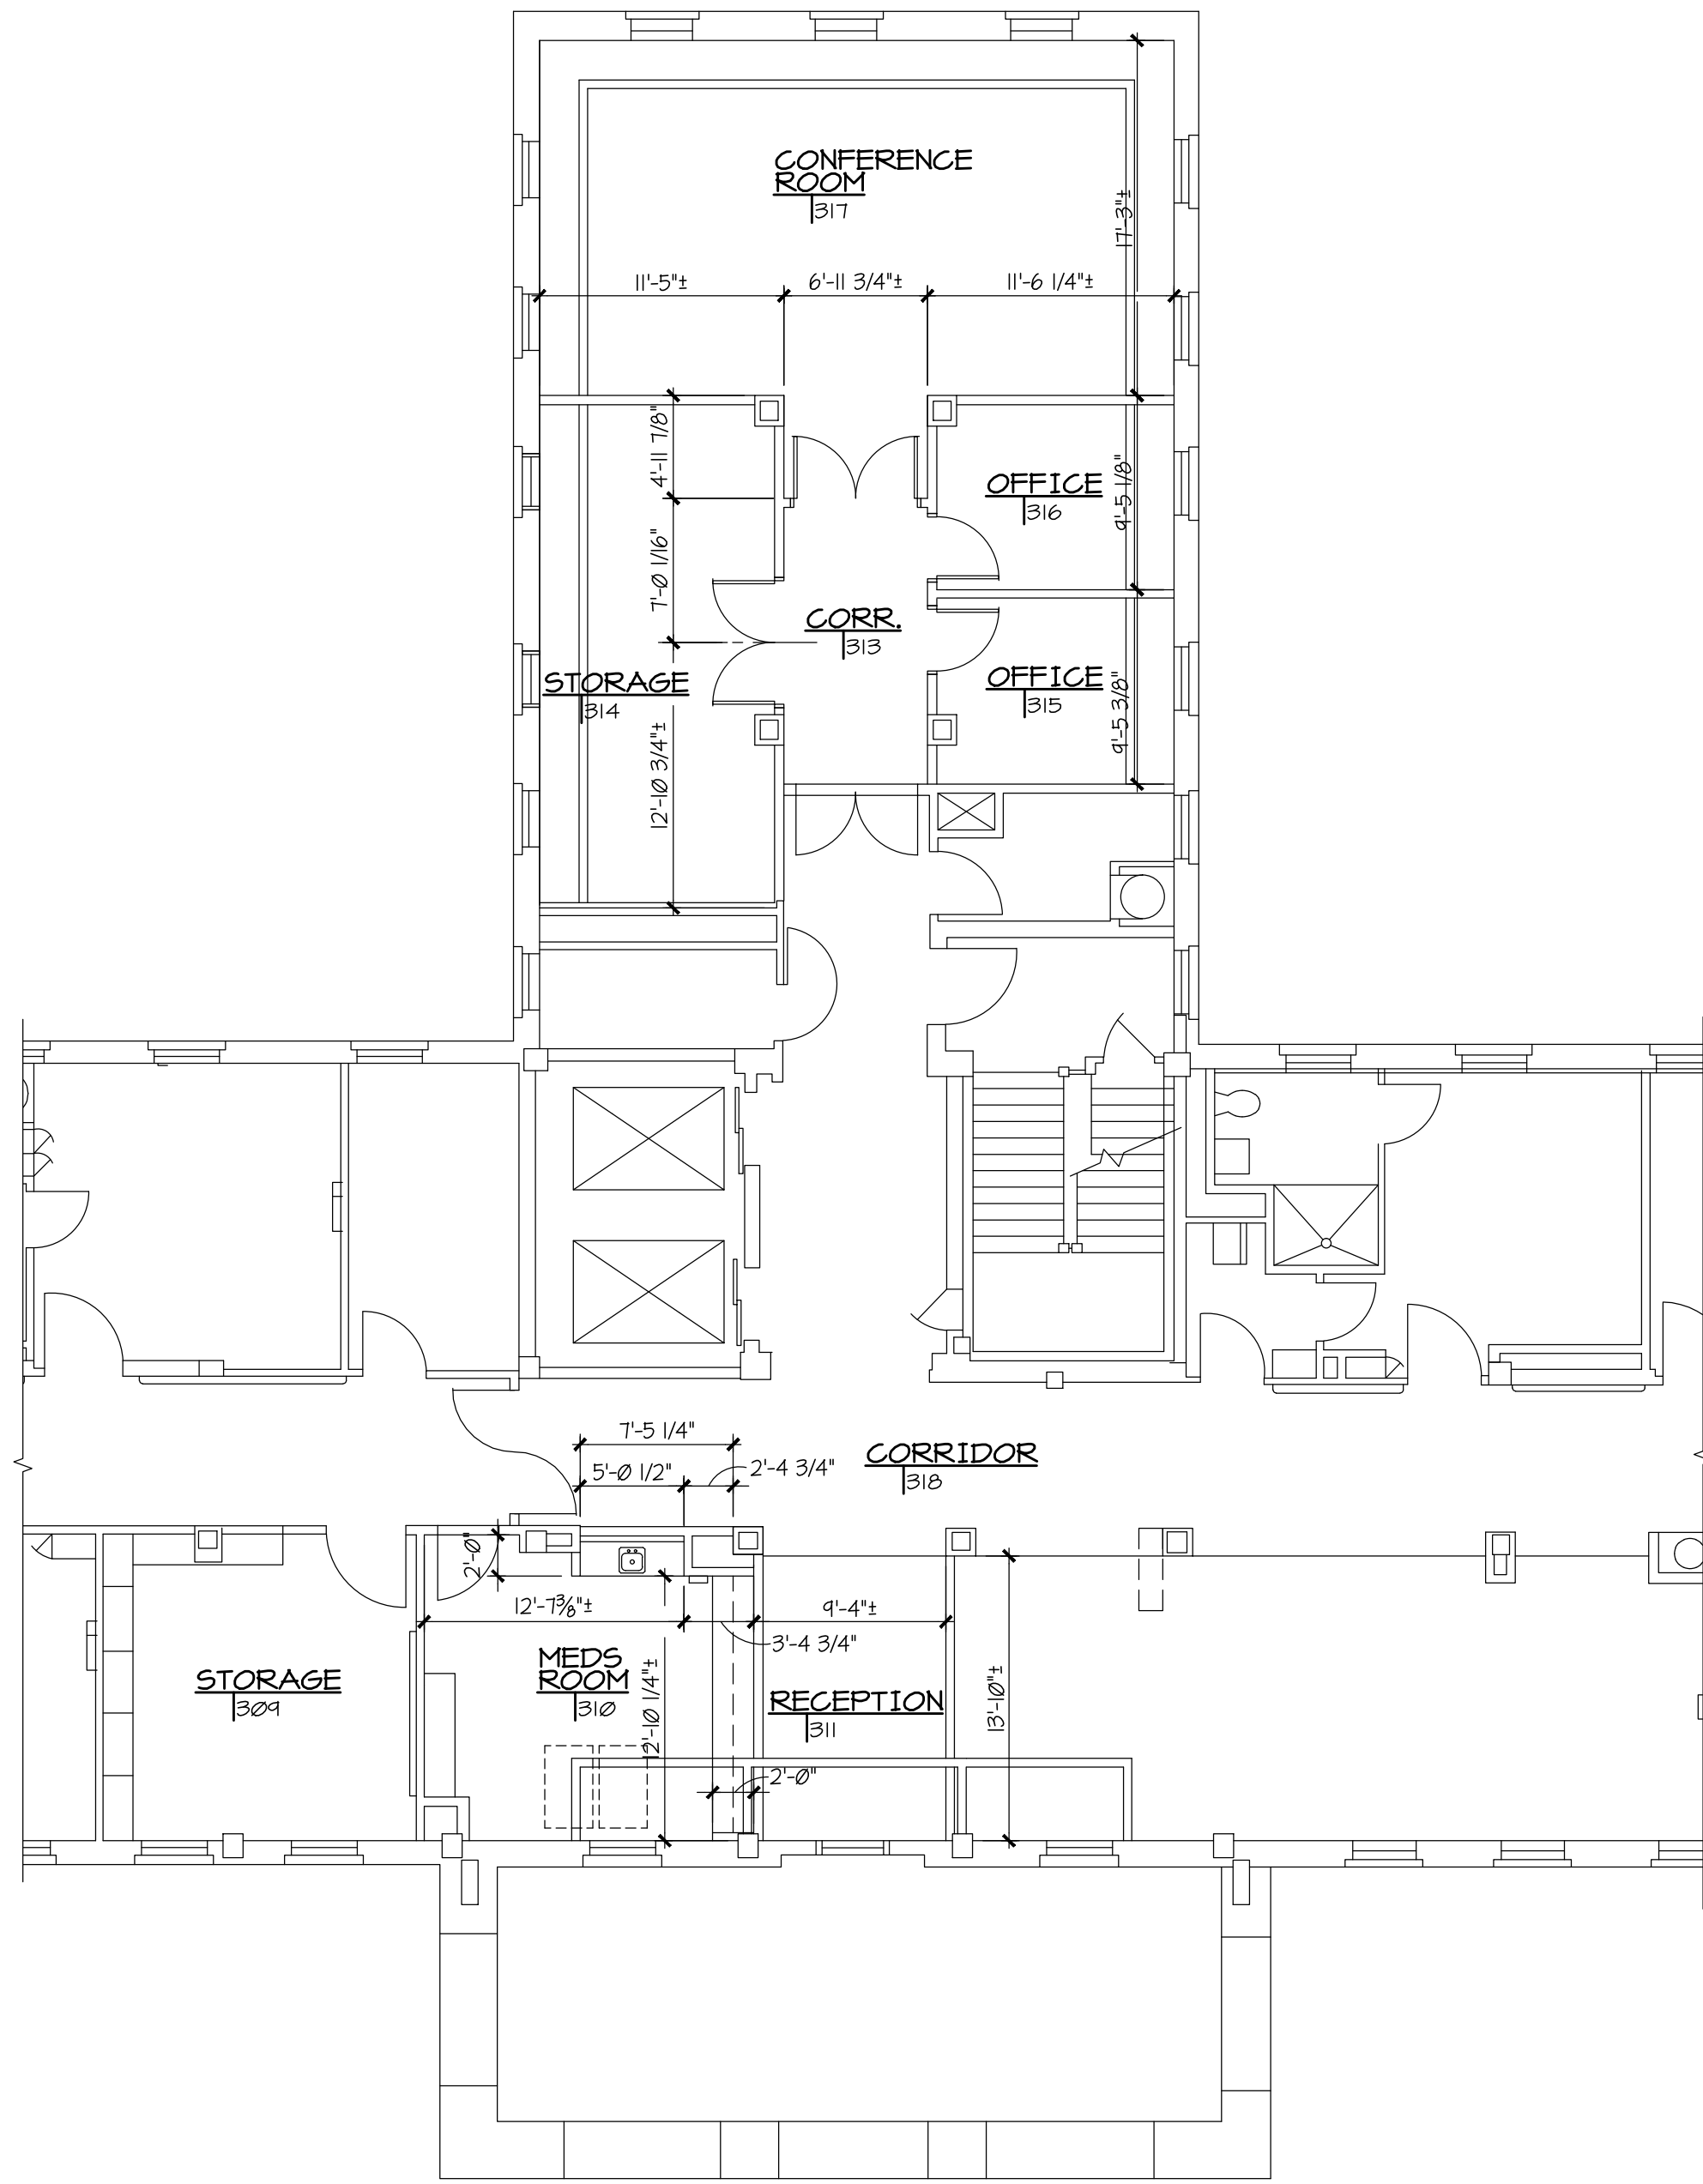 CONFERENCE
ROOM
317
17'-3"±
11'-5"±
6'-11 3/4"±
11'-6 1/4"±
4'-11 7/8"
OFFICE
316
9'-5 1/8"
7'-0 1/16"
CORR.
313
STORAGE
314
OFFICE
315
9'-5 3/8"
12'-10 3/4"±
7'-5 1/4"
5'-0 1/2"
2'-4 3/4"
CORRIDOR
318
2'-0"
12'-7⅜"±
9'-4"±
3'-4 3/4"
STORAGE
309
MEDS
ROOM
310
12'-10 1/4"±
RECEPTION
311
13'-10"±
2'-0"